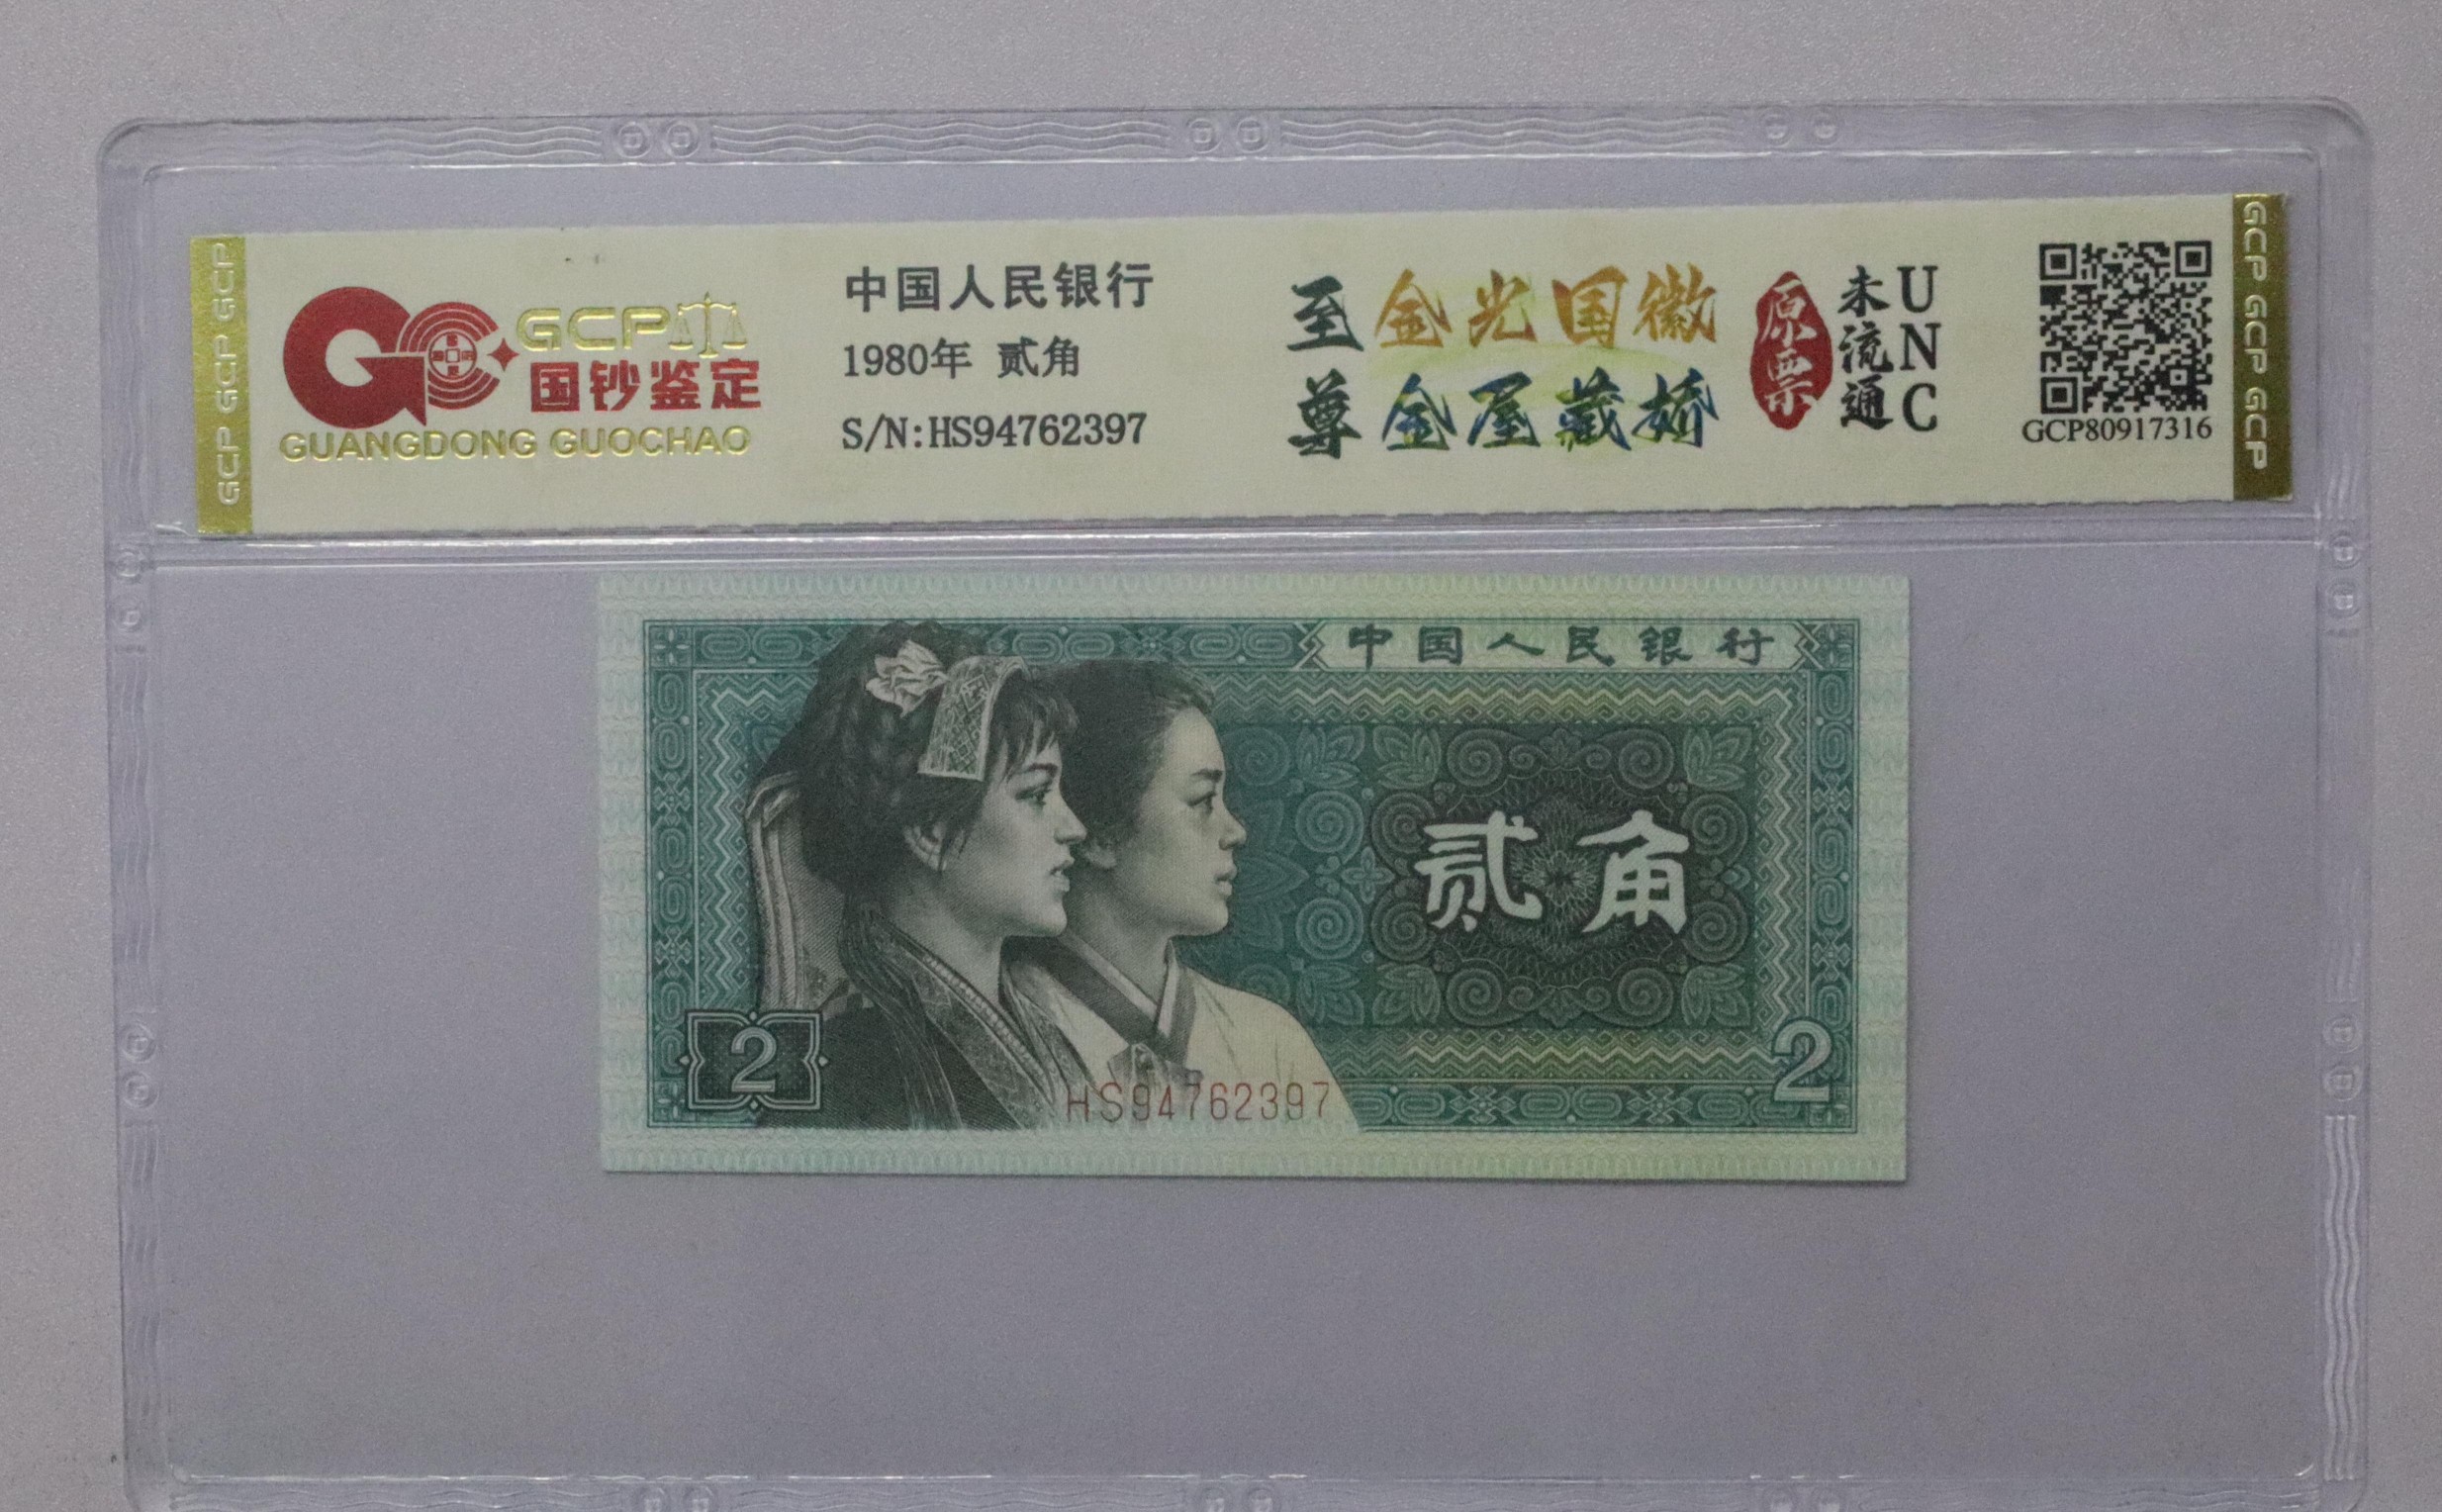 GCP GCP GCP
GCP
国钞鉴定
GUANGDONG GUOCHAO
中国人民银行
1980年 贰角
S/N:HS94762397
至尊
金光国徽
金屋藏娇
原票
未流通
UNC
GCP80917316
GCP GCP GCP
中国人民银行
贰角
2
HS94762397
2